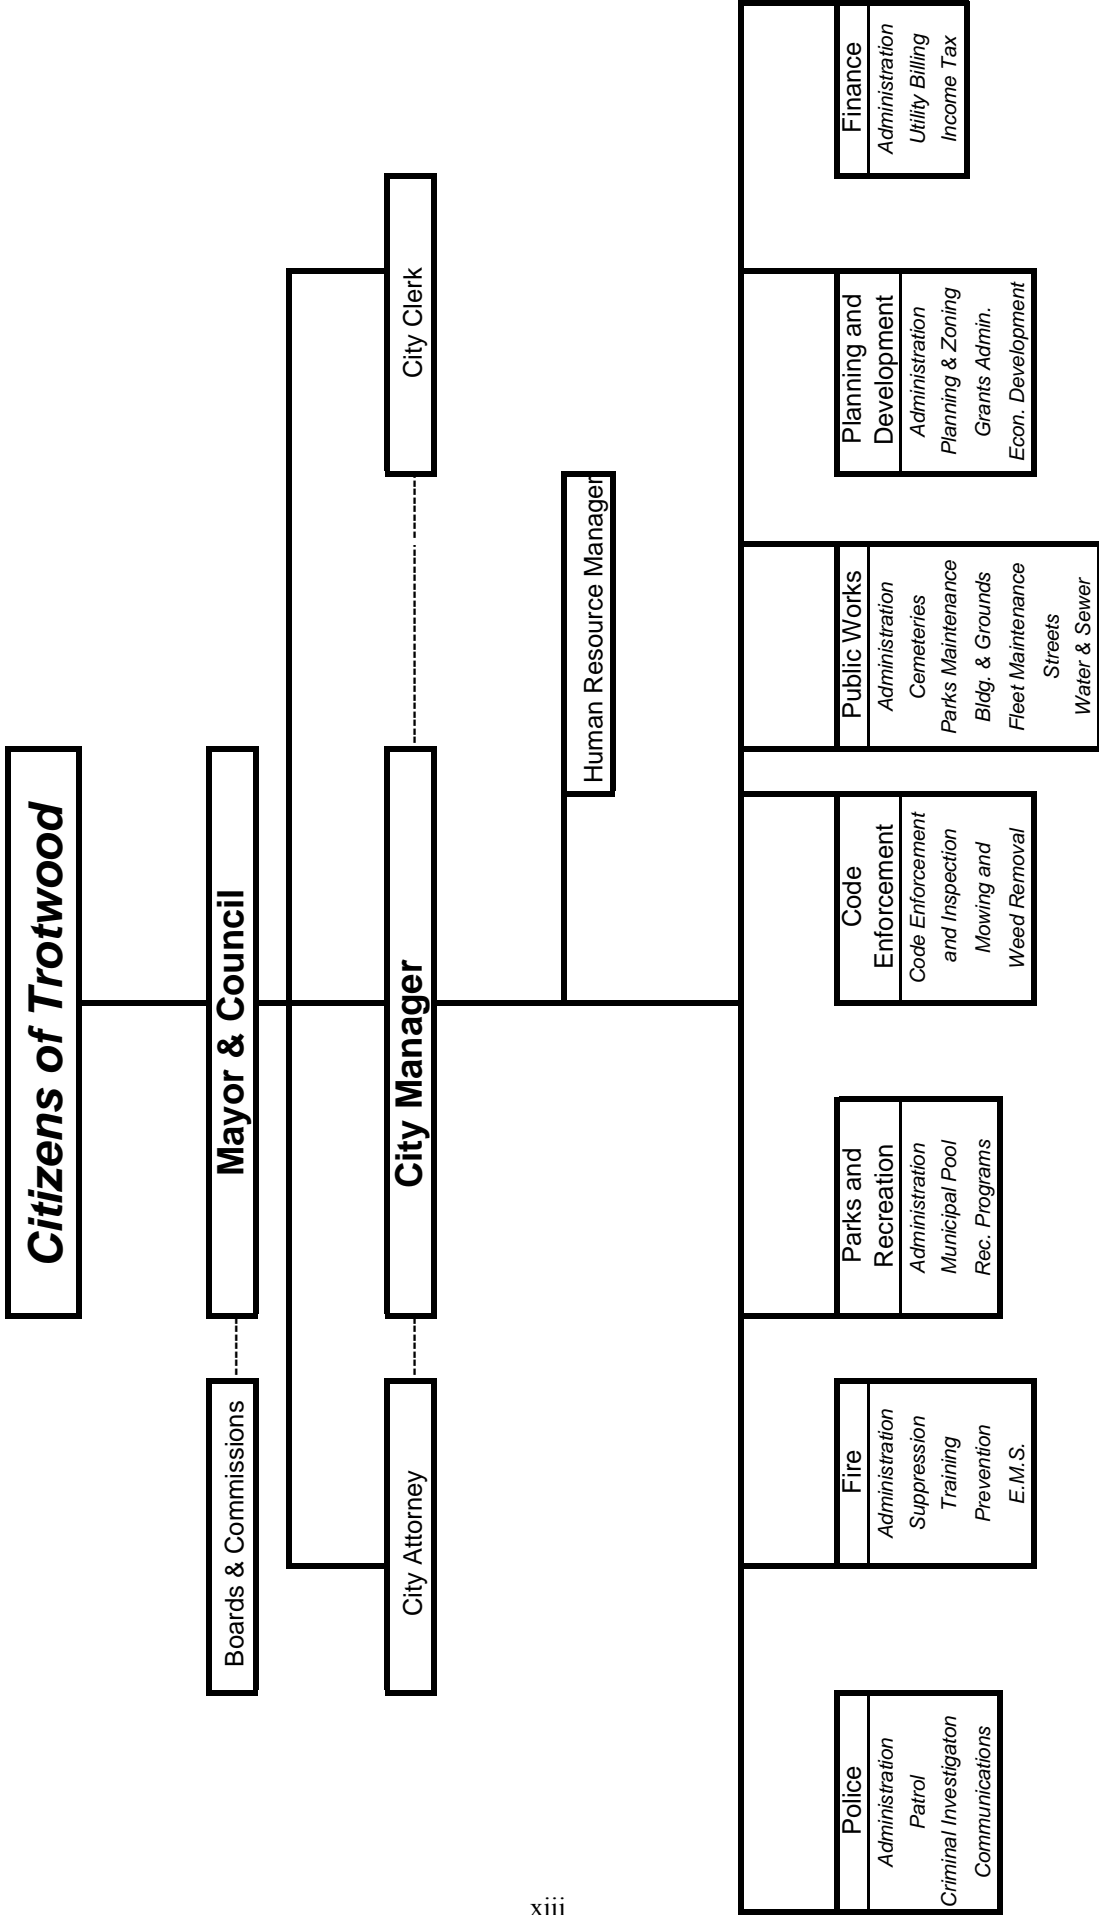 Citizens of Trotwood
Boards & Commissions
Mayor & Council
City Attorney
City Manager
City Clerk
Human Resource Manager
Police
Administration
Patrol
Criminal Investigaton
Communications
Fire
Administration
Suppression
Training
Prevention
E.M.S.
Parks and
Recreation
Administration
Municipal Pool
Rec. Programs
Code
Enforcement
Code Enforcement
and Inspection
Mowing and
Weed Removal
Public Works
Administration
Cemeteries
Parks Maintenance
Bldg. & Grounds
Fleet Maintenance
Streets
Water & Sewer
Planning and
Development
Administration
Planning & Zoning
Grants Admin.
Econ. Development
Finance
Administration
Utility Billing
Income Tax
xiii